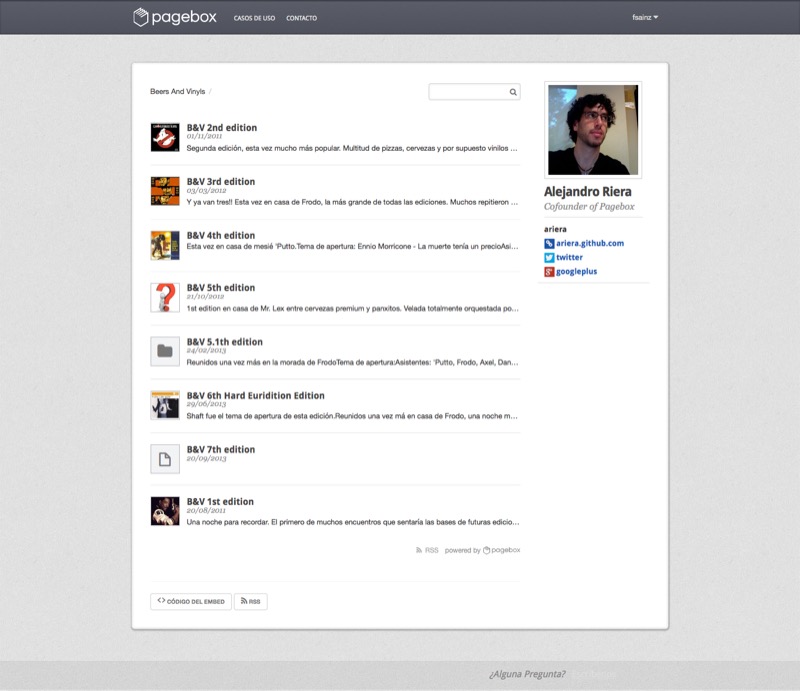 pagebox CASOS DE USO CONTACTO fsainz
Beers And Vinyls /
B&V 2nd edition
01/11/2011
Segunda edición, esta vez mucho más popular. Multitud de pizzas, cervezas y por supuesto vinilos ...
B&V 3rd edition
03/03/2012
Y ya van tres!! Esta vez en casa de Frodo, la más grande de todas las ediciones. Muchos repitieron ...
B&V 4th edition
Esta vez en casa de mesié 'Putto.Tema de apertura: Ennio Morricone - La muerte tenía un precioAsi...
B&V 5th edition
21/10/2012
1st edition en casa de Mr. Lex entre cervezas premium y panxitos. Velada totalmente orquestada po...
B&V 5.1th edition
24/02/2013
Reunidos una vez más en la morada de FrodoTema de apertura:Asistentes: 'Putto, Frodo, Axel, Dan...
B&V 6th Hard Euridition Edition
29/06/2013
Shaft fue el tema de apertura de esta edición.Reunidos una vez má en casa de Frodo, una noche m...
B&V 7th edition
20/09/2013
B&V 1st edition
20/08/2011
Una noche para recordar. El primero de muchos encuentros que sentaría las bases de futuras edicio...
RSS powered by pagebox
CÓDIGO DEL EMBED RSS
Alejandro Riera
Cofounder of Pagebox
ariera
ariera.github.com
twitter
googleplus
¿Alguna Pregunta?